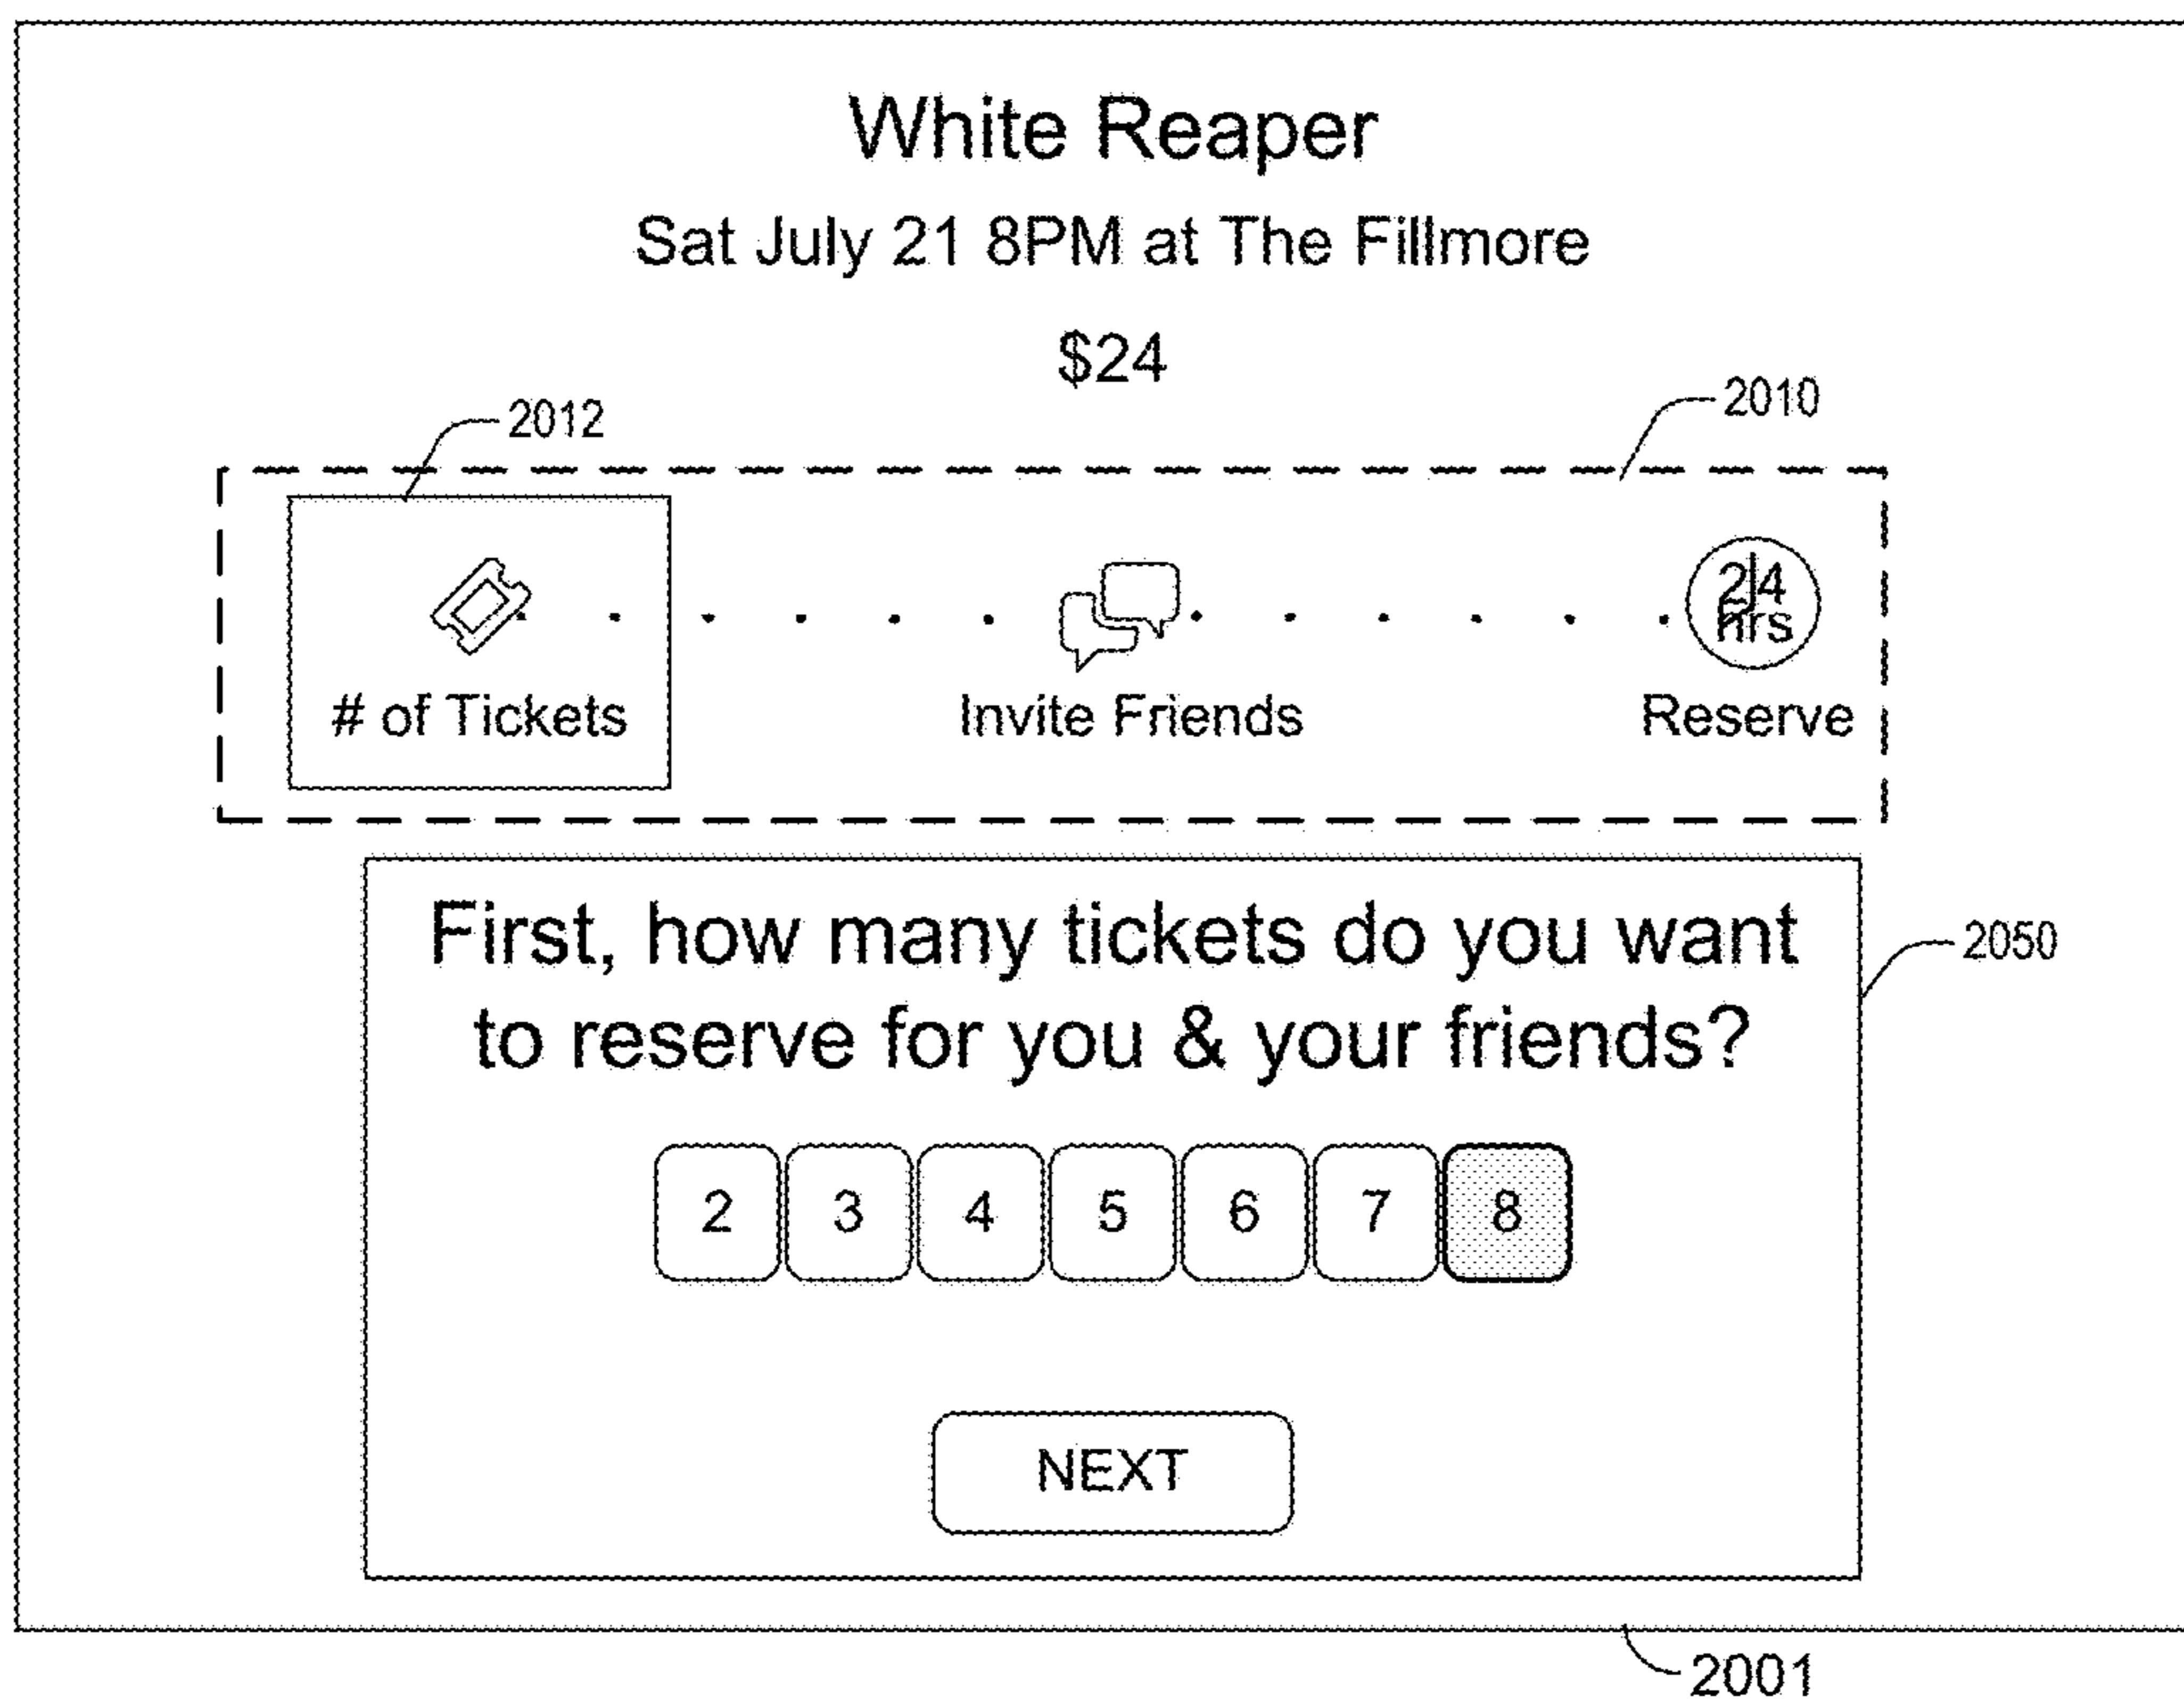 White Reaper
Sat July 21 8PM at The Fillmore
$24
2012
2010
24
hrs
# of Tickets
Invite Friends
Reserve
First, how many tickets do you want
to reserve for you & your friends?
2050
2 3 4 5 6 7 8
NEXT
2001